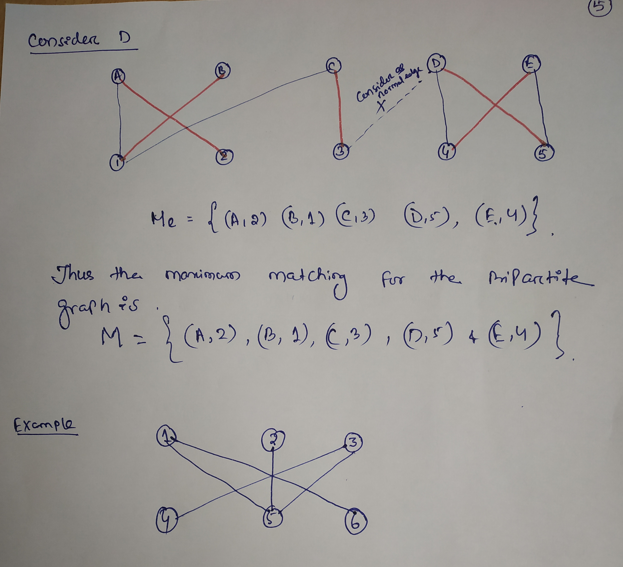 5
Consider D
A B C D E
Consider as
normal edge
X
1 2 3 4 5
Me = { (A,2) (B,1) (C,3) (D,5), (E,4) }.
Thus the maximum matching for the Bipartite
graph is.
M = { (A,2), (B,1), (C,3), (D,5) & (E,4) }.
Example
1 2 3
4 5 6